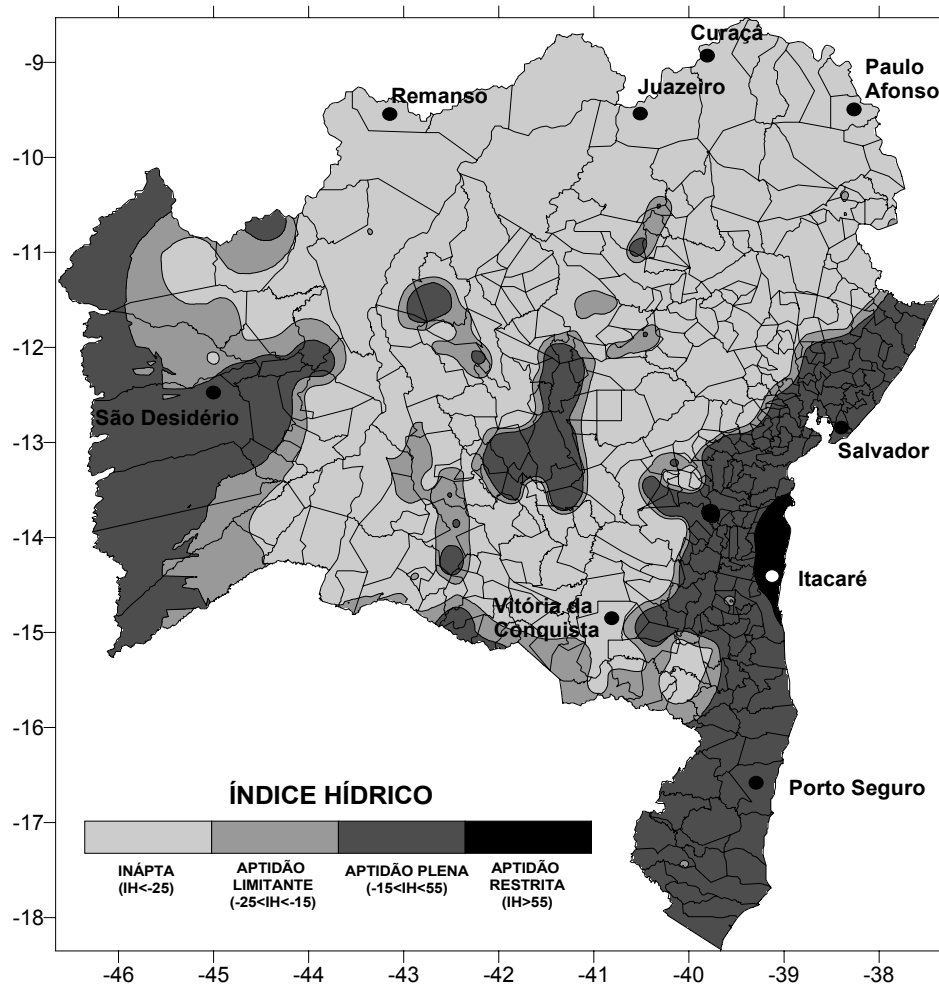 Curaçá
Paulo
Afonso
Remanso
Juazeiro
São Desidério
Salvador
Itacaré
Vitória da
Conquista
Porto Seguro
ÍNDICE HÍDRICO
INÁPTA
(IH<-25)
APTIDÃO
LIMITANTE
(-25<IH<-15)
APTIDÃO PLENA
(-15<IH<55)
APTIDÃO
RESTRITA
(IH>55)
-9
-10
-11
-12
-13
-14
-15
-16
-17
-18
-46
-45
-44
-43
-42
-41
-40
-39
-38